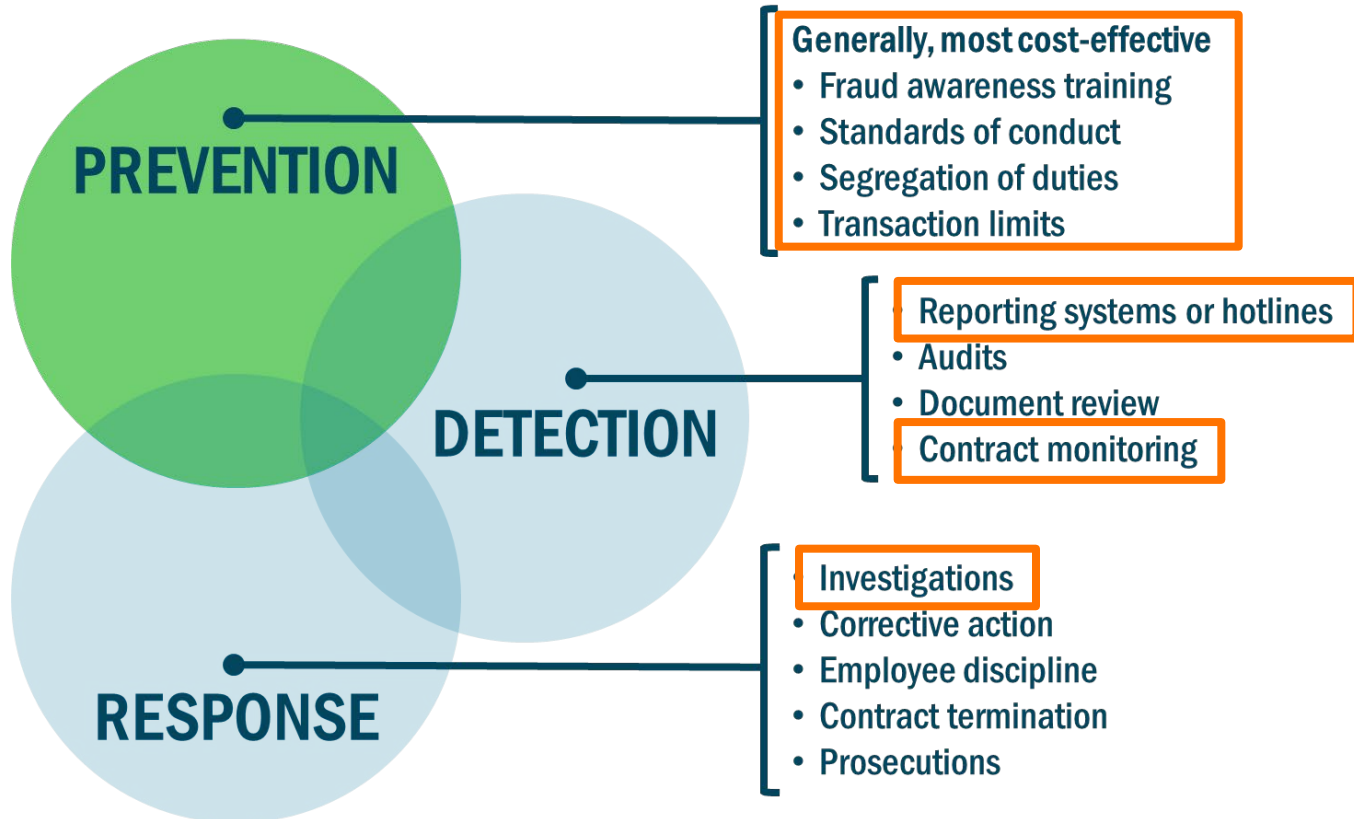 PREVENTION
Generally, most cost-effective
• Fraud awareness training
• Standards of conduct
• Segregation of duties
• Transaction limits
DETECTION
• Reporting systems or hotlines
• Audits
• Document review
• Contract monitoring
RESPONSE
• Investigations
• Corrective action
• Employee discipline
• Contract termination
• Prosecutions